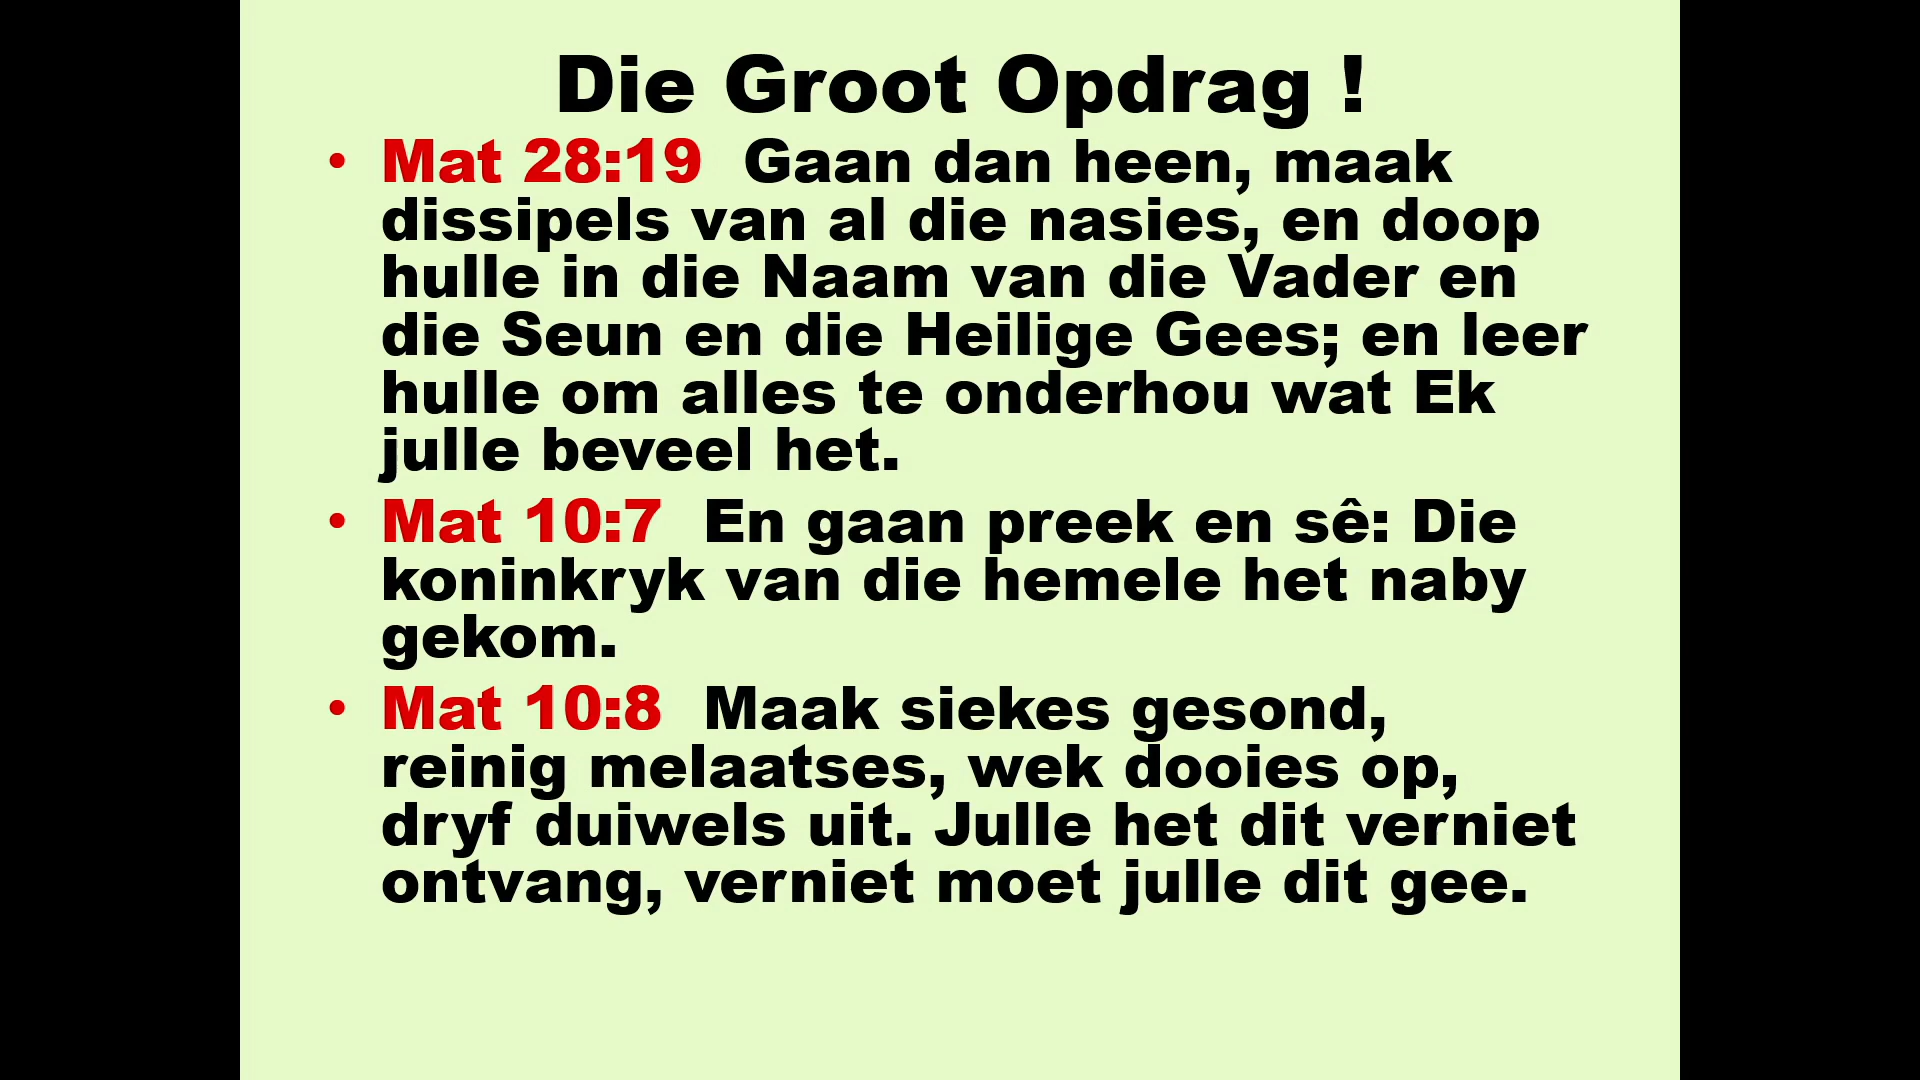 Die Groot Opdrag !
• Mat 28:19 Gaan dan heen, maak
dissipels van al die nasies, en doop
hulle in die Naam van die Vader en
die Seun en die Heilige Gees; en leer
hulle om alles te onderhou wat Ek
julle beveel het.
• Mat 10:7 En gaan preek en sê: Die
koninkryk van die hemele het naby
gekom.
• Mat 10:8 Maak siekes gesond,
reinig melaatses, wek dooies op,
dryf duiwels uit. Julle het dit verniet
ontvang, verniet moet julle dit gee.